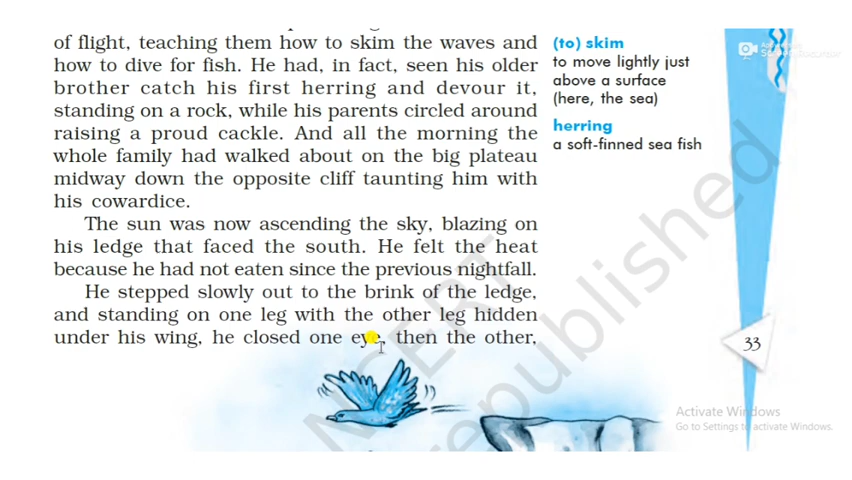 of flight, teaching them how to skim the waves and
how to dive for fish. He had, in fact, seen his older
brother catch his first herring and devour it,
standing on a rock, while his parents circled around
raising a proud cackle. And all the morning the
whole family had walked about on the big plateau
midway down the opposite cliff taunting him with
his cowardice.
The sun was now ascending the sky, blazing on
his ledge that faced the south. He felt the heat
because he had not eaten since the previous nightfall.
He stepped slowly out to the brink of the ledge,
and standing on one leg with the other leg hidden
under his wing, he closed one eye, then the other,
(to) skim
to move lightly just
above a surface
(here, the sea)
herring
a soft-finned sea fish
33
NCERT
republished
Activate Windows
Go to Settings to activate Windows.